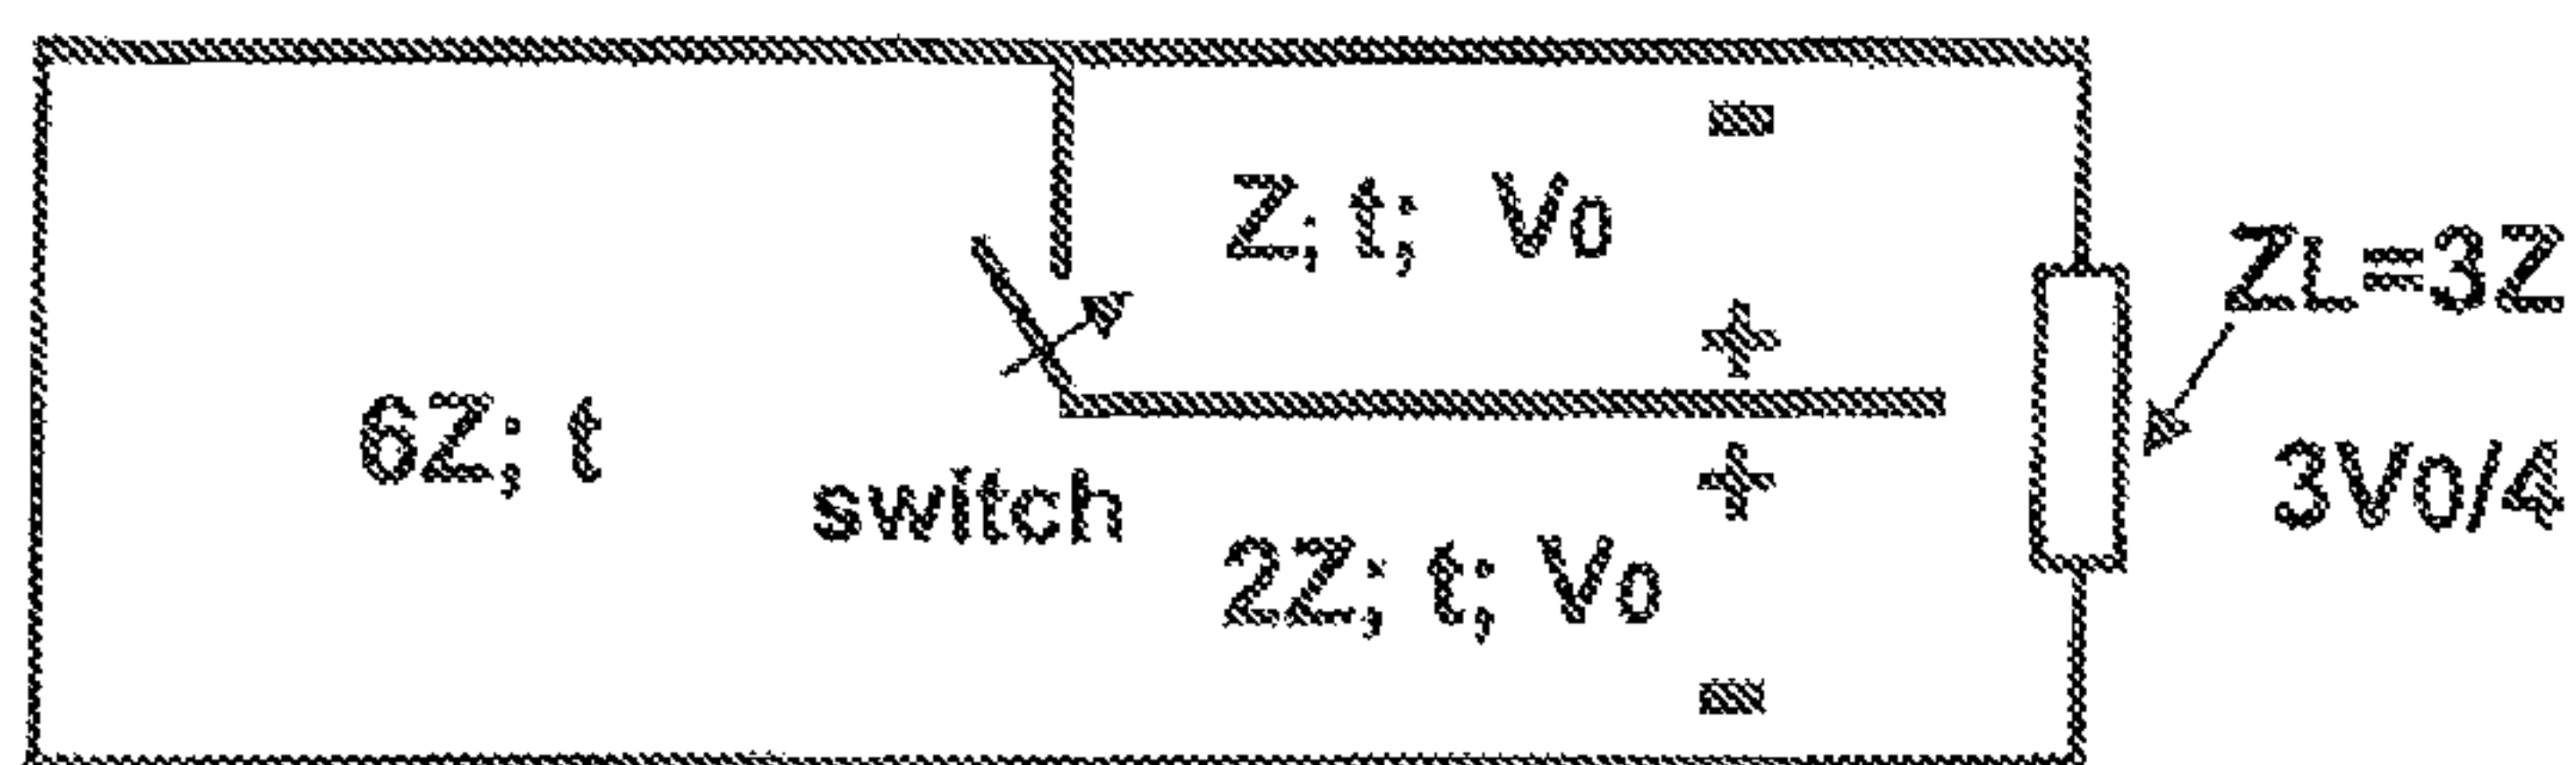 Z; t; V0
ZL=3Z
3V0/4
6Z; t
switch
2Z; t; V0